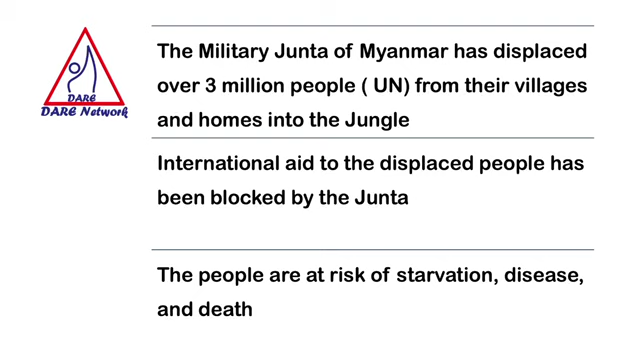 DARE
DARE Network
The Military Junta of Myanmar has displaced
over 3 million people ( UN) from their villages
and homes into the Jungle
International aid to the displaced people has
been blocked by the Junta
The people are at risk of starvation, disease,
and death